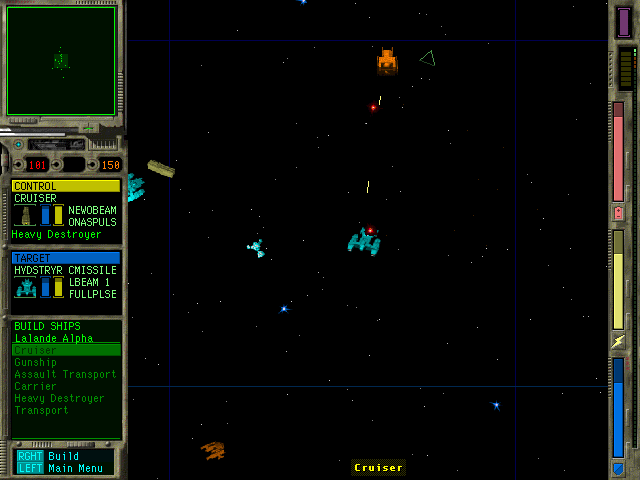 101 150
CONTROL
CRUISER
NEWOBEAM
ONASPULS
Heavy Destroyer
TARGET
HVDSTRYR CMISSILE
LBEAM 1
FULLPLSE
BUILD SHIPS
Lalande Alpha
Cruiser
Gunship
Assault Transport
Carrier
Heavy Destroyer
Transport
RGHT Build
LEFT Main Menu
Cruiser